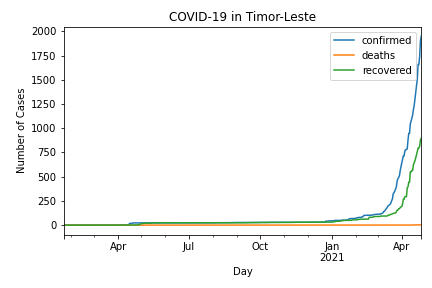 COVID-19 in Timor-Leste
2000
1750
1500
1250
1000
750
500
250
0
Number of Cases
confirmed
deaths
recovered
Apr
Jul
Oct
Jan
2021
Apr
Day